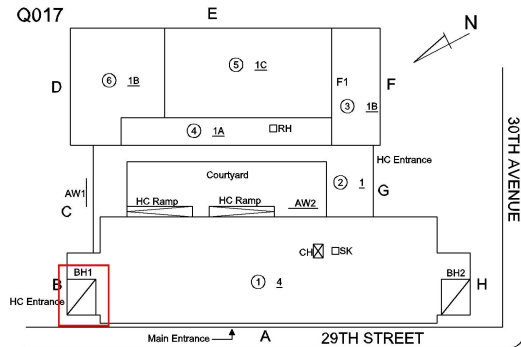 Q017
E
N
D
⑥ 1B
⑤ 1C
F1
F
③ 1B
④ 1A
RH
30TH AVENUE
HC Entrance
Courtyard
② 1
AW1
HC Ramp
HC Ramp
AW2
G
C
CH
SK
BH1
BH2
B
① 4
H
HC Entrance
Main Entrance
A
29TH STREET